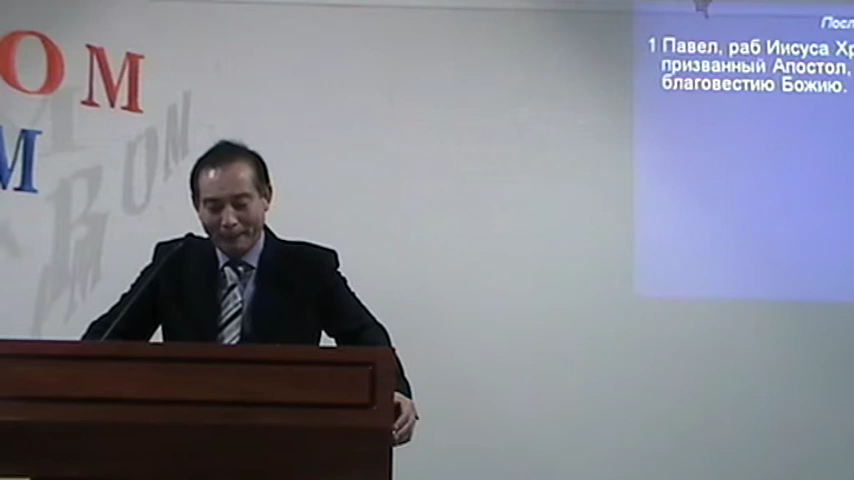 ОМ
М
Посл
1 Павел, раб Иисуса Хр
призванный Апостол,
благовестию Божию.